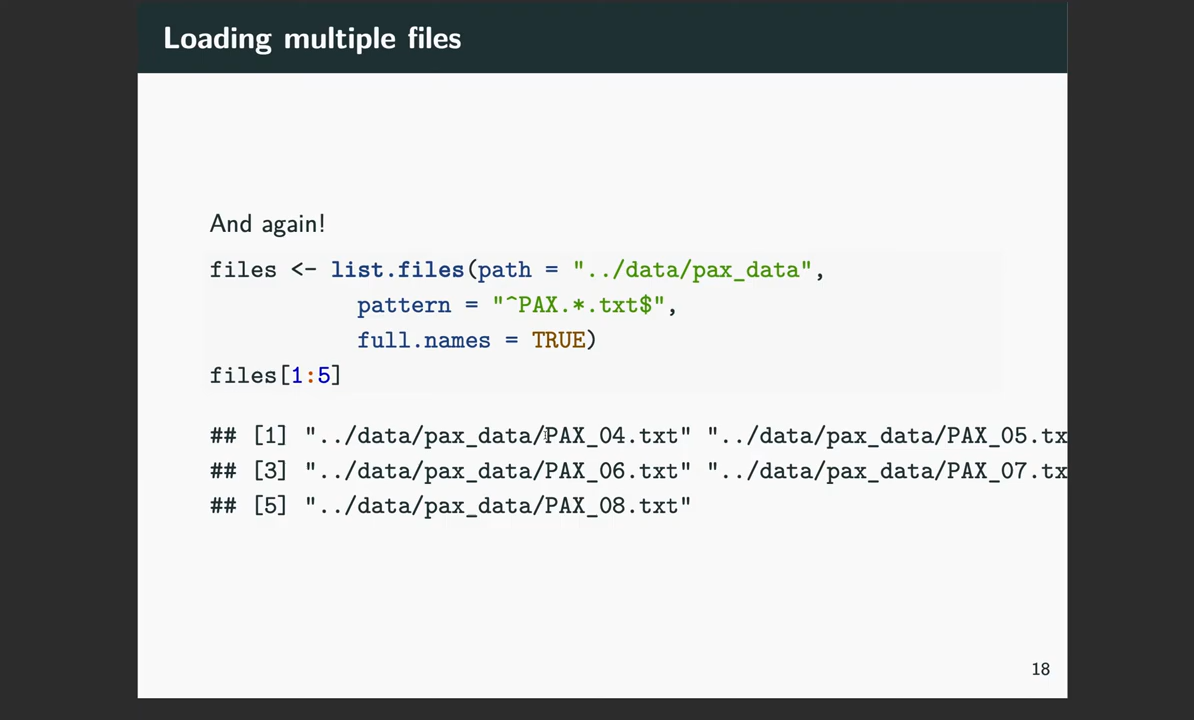 Loading multiple files
And again!
files <- list.files(path = "../data/pax_data",
pattern = "^PAX.*.txt$",
full.names = TRUE)
files[1:5]
## [1] "../data/pax_data/PAX_04.txt" "../data/pax_data/PAX_05.tx
## [3] "../data/pax_data/PAX_06.txt" "../data/pax_data/PAX_07.tx
## [5] "../data/pax_data/PAX_08.txt"
18